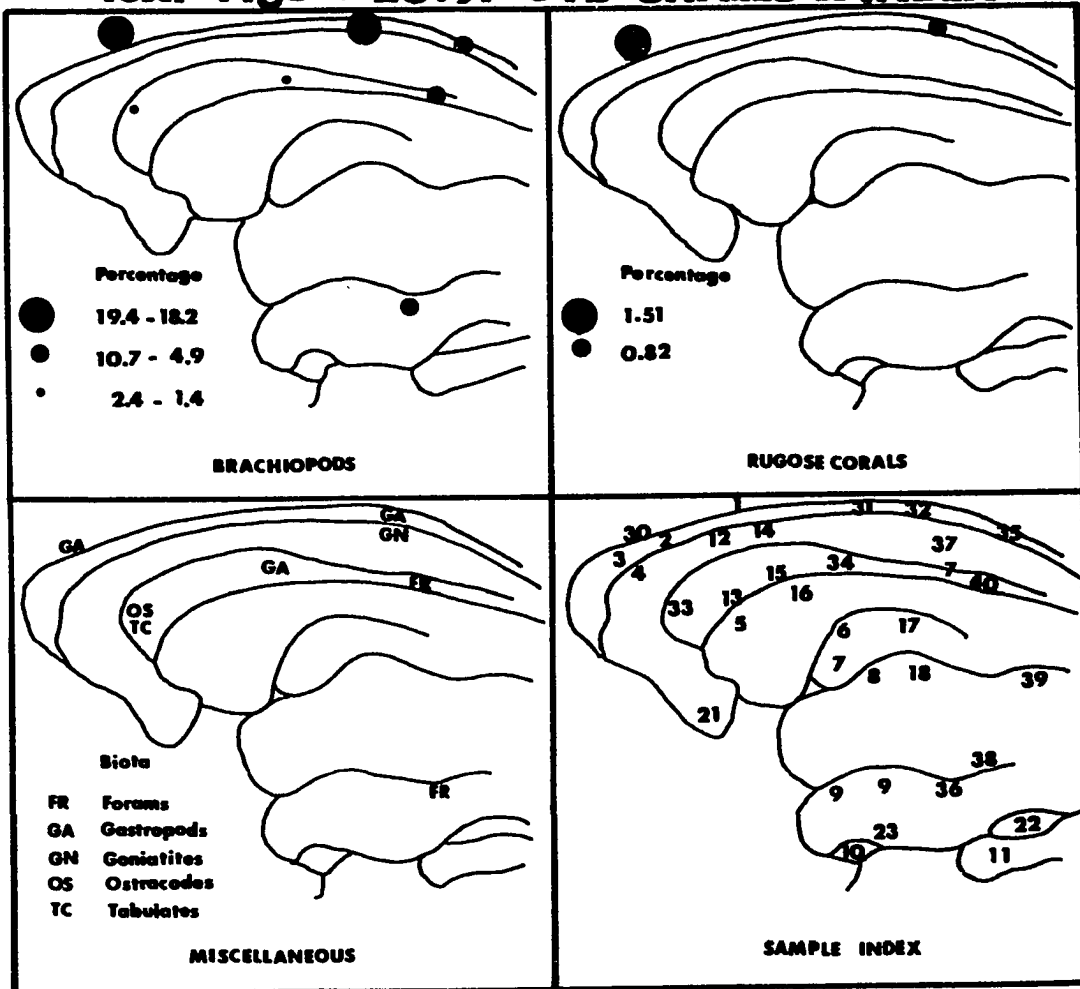 Percentage
19.4 - 18.2
10.7 - 4.9
2.4 - 1.4
BRACHIOPODS
Percentage
1.51
0.82
RUGOSE CORALS
GA
GA
GN
GA
FR
OS
TC
FR
Biota
FR Forams
GA Gastropods
GN Goniatites
OS Ostracodes
TC Tabulates
MISCELLANEOUS
30 2 12 14 31 32 35
3 4 15 34 37 7 40
33 13 5 16
6 17
7 8 18 39
21
38
9 9 36
23 22
10 11
SAMPLE INDEX